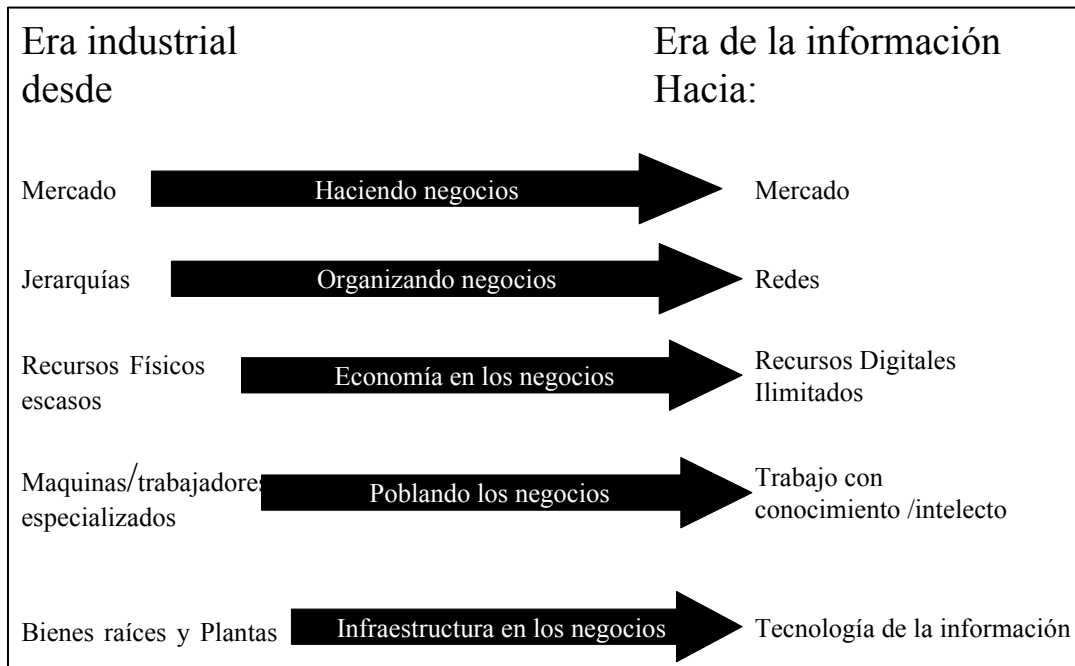 Era industrial
desde
Era de la información
Hacia:
Mercado
Haciendo negocios
Mercado
Jerarquías
Organizando negocios
Redes
Recursos Físicos
escasos
Economía en los negocios
Recursos Digitales
Ilimitados
Maquinas/trabajadores
especializados
Poblando los negocios
Trabajo con
conocimiento /intelecto
Bienes raíces y Plantas
Infraestructura en los negocios
Tecnología de la información